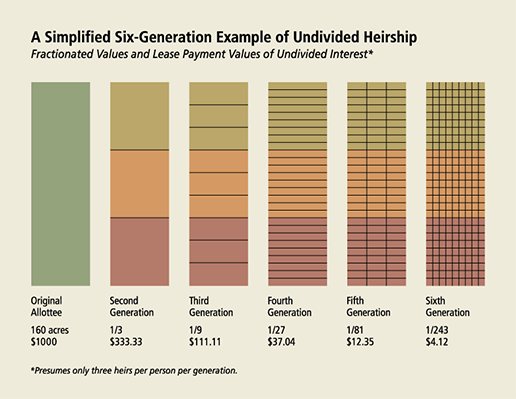 A Simplified Six-Generation Example of Undivided Heirship
Fractionated Values and Lease Payment Values of Undivided Interest*
Original
Allottee
160 acres
$1000
Second
Generation
1/3
$333.33
Third
Generation
1/9
$111.11
Fourth
Generation
1/27
$37.04
Fifth
Generation
1/81
$12.35
Sixth
Generation
1/243
$4.12
*Presumes only three heirs per person per generation.